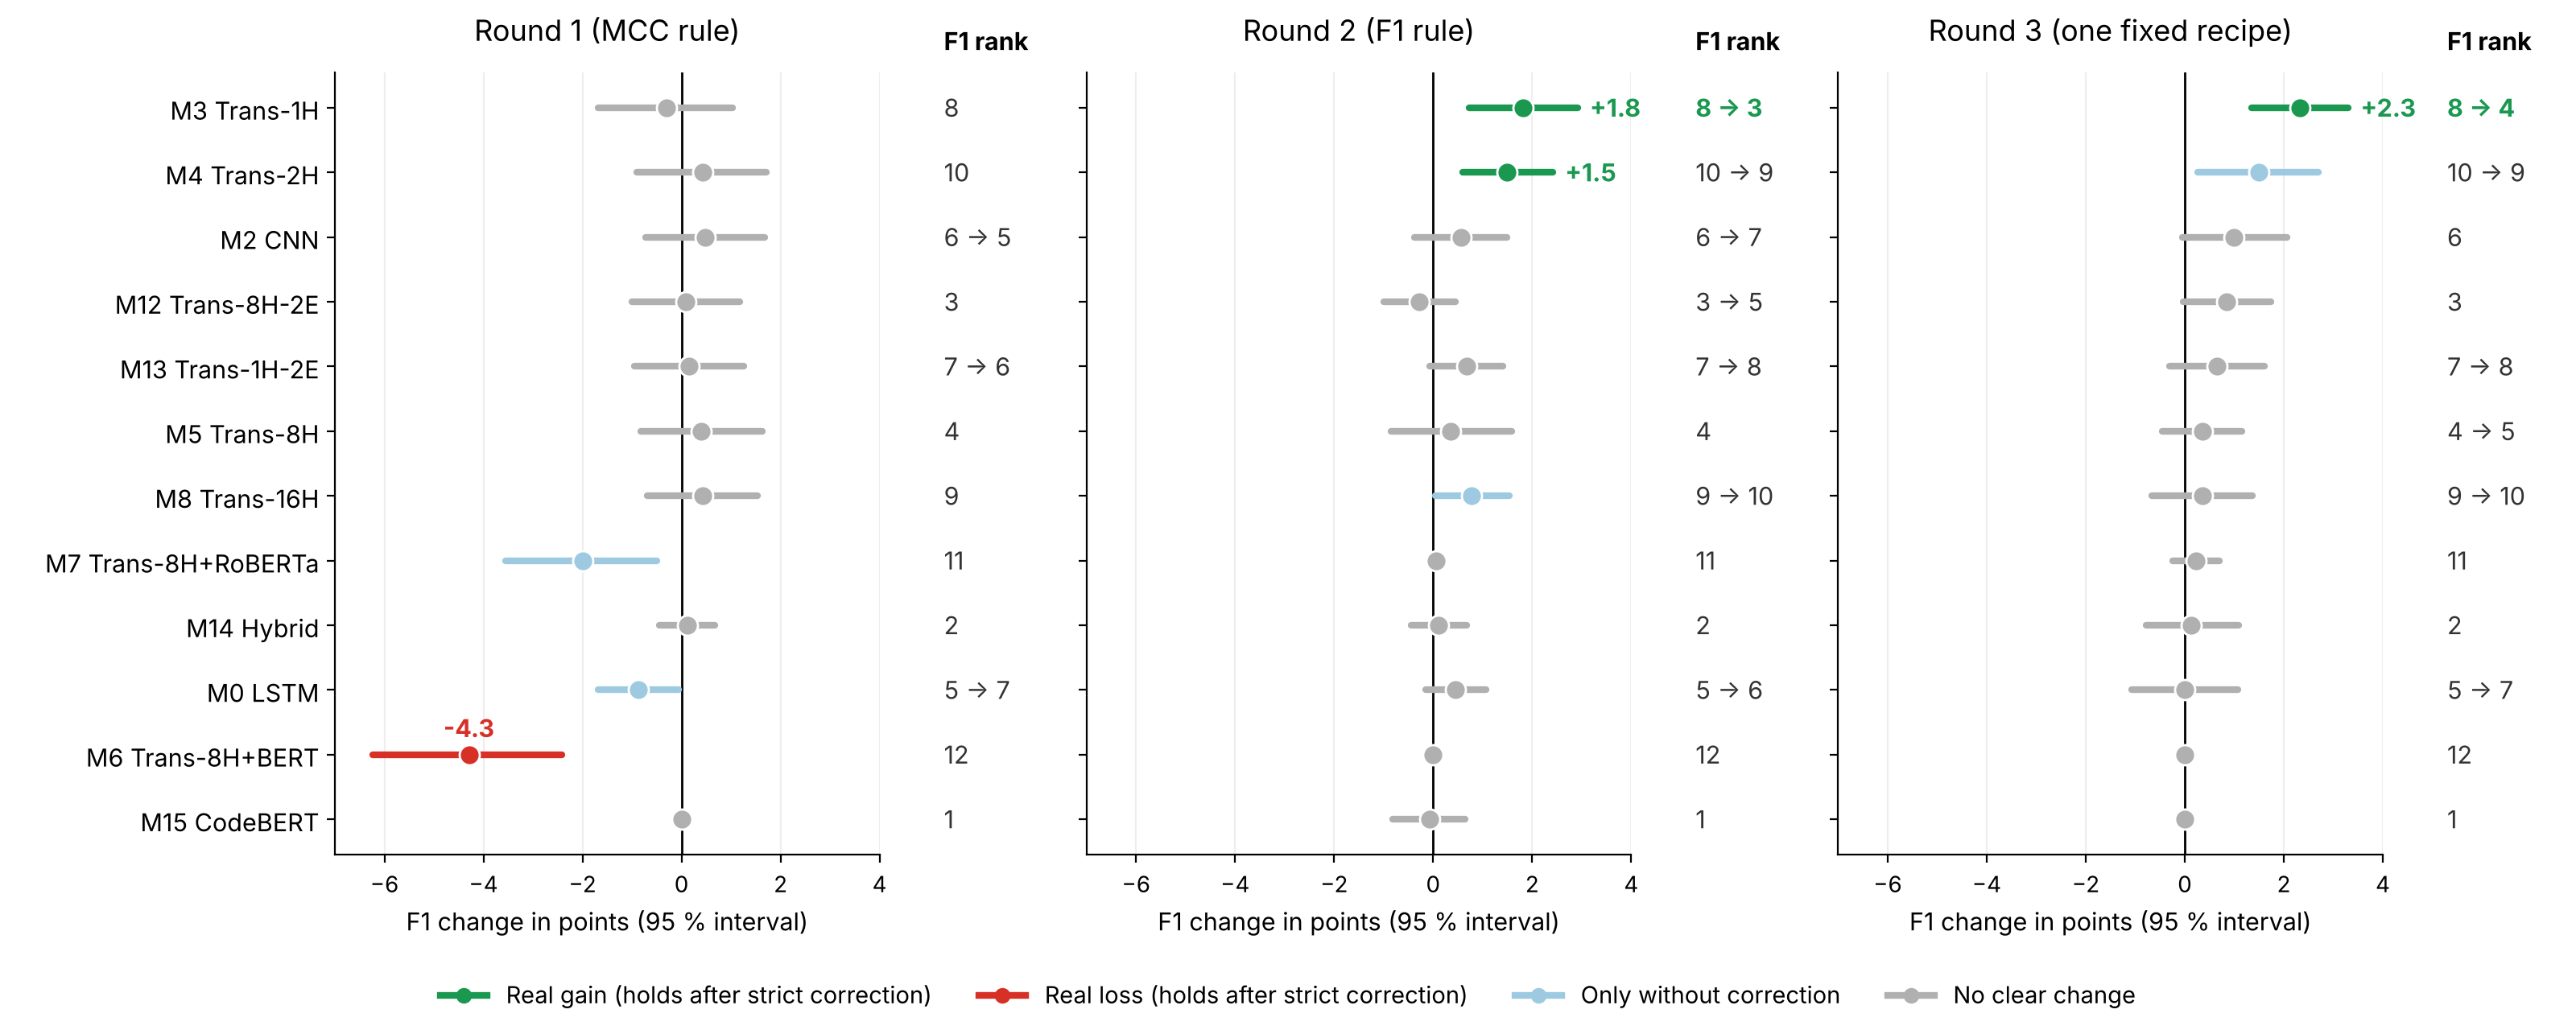 Round 1 (MCC rule)
F1 rank
Round 2 (F1 rule)
F1 rank
Round 3 (one fixed recipe)
F1 rank
M3 Trans-1H
8
+1.8
8 → 3
+2.3
8 → 4
M4 Trans-2H
10
+1.5
10 → 9
10 → 9
M2 CNN
6 → 5
6 → 7
6
M12 Trans-8H-2E
3
3 → 5
3
M13 Trans-1H-2E
7 → 6
7 → 8
7 → 8
M5 Trans-8H
4
4
4 → 5
M8 Trans-16H
9
9 → 10
9 → 10
M7 Trans-8H+RoBERTa
11
11
11
M14 Hybrid
2
2
2
M0 LSTM
5 → 7
5 → 6
5 → 7
-4.3
M6 Trans-8H+BERT
12
12
12
M15 CodeBERT
1
1
1
−6 −4 −2 0 2 4
−6 −4 −2 0 2 4
−6 −4 −2 0 2 4
F1 change in points (95 % interval)
F1 change in points (95 % interval)
F1 change in points (95 % interval)
Real gain (holds after strict correction)
Real loss (holds after strict correction)
Only without correction
No clear change